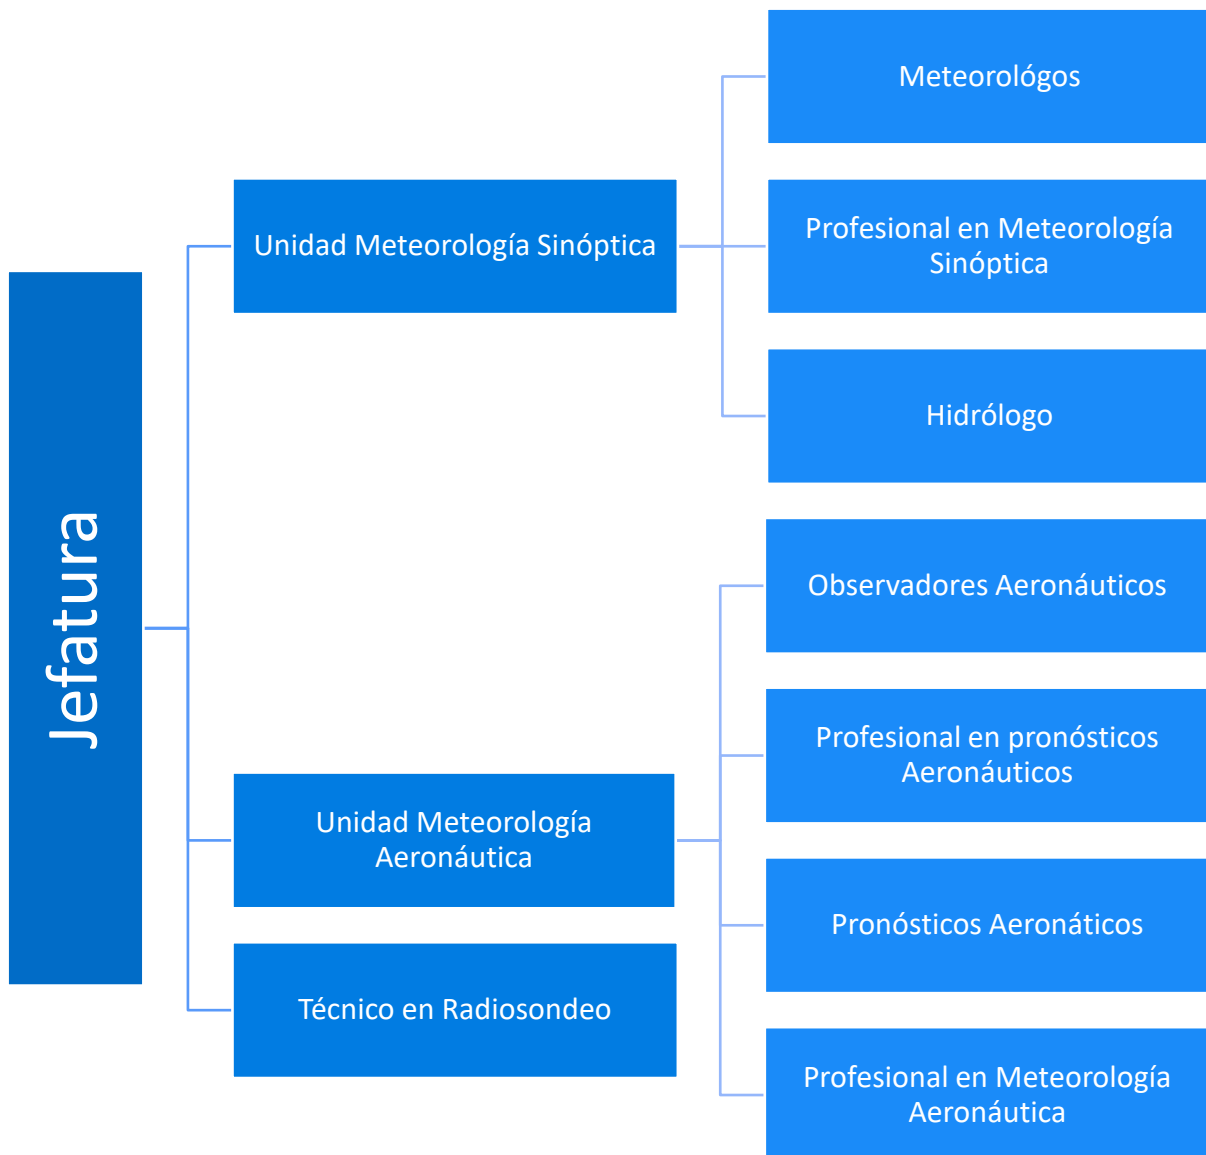 Jefatura
Unidad Meteorología Sinóptica
Meteorológos
Profesional en Meteorología
Sinóptica
Hidrólogo
Unidad Meteorología
Aeronáutica
Observadores Aeronáuticos
Profesional en pronósticos
Aeronáuticos
Pronósticos Aeronáticos
Profesional en Meteorología
Aeronáutica
Técnico en Radiosondeo